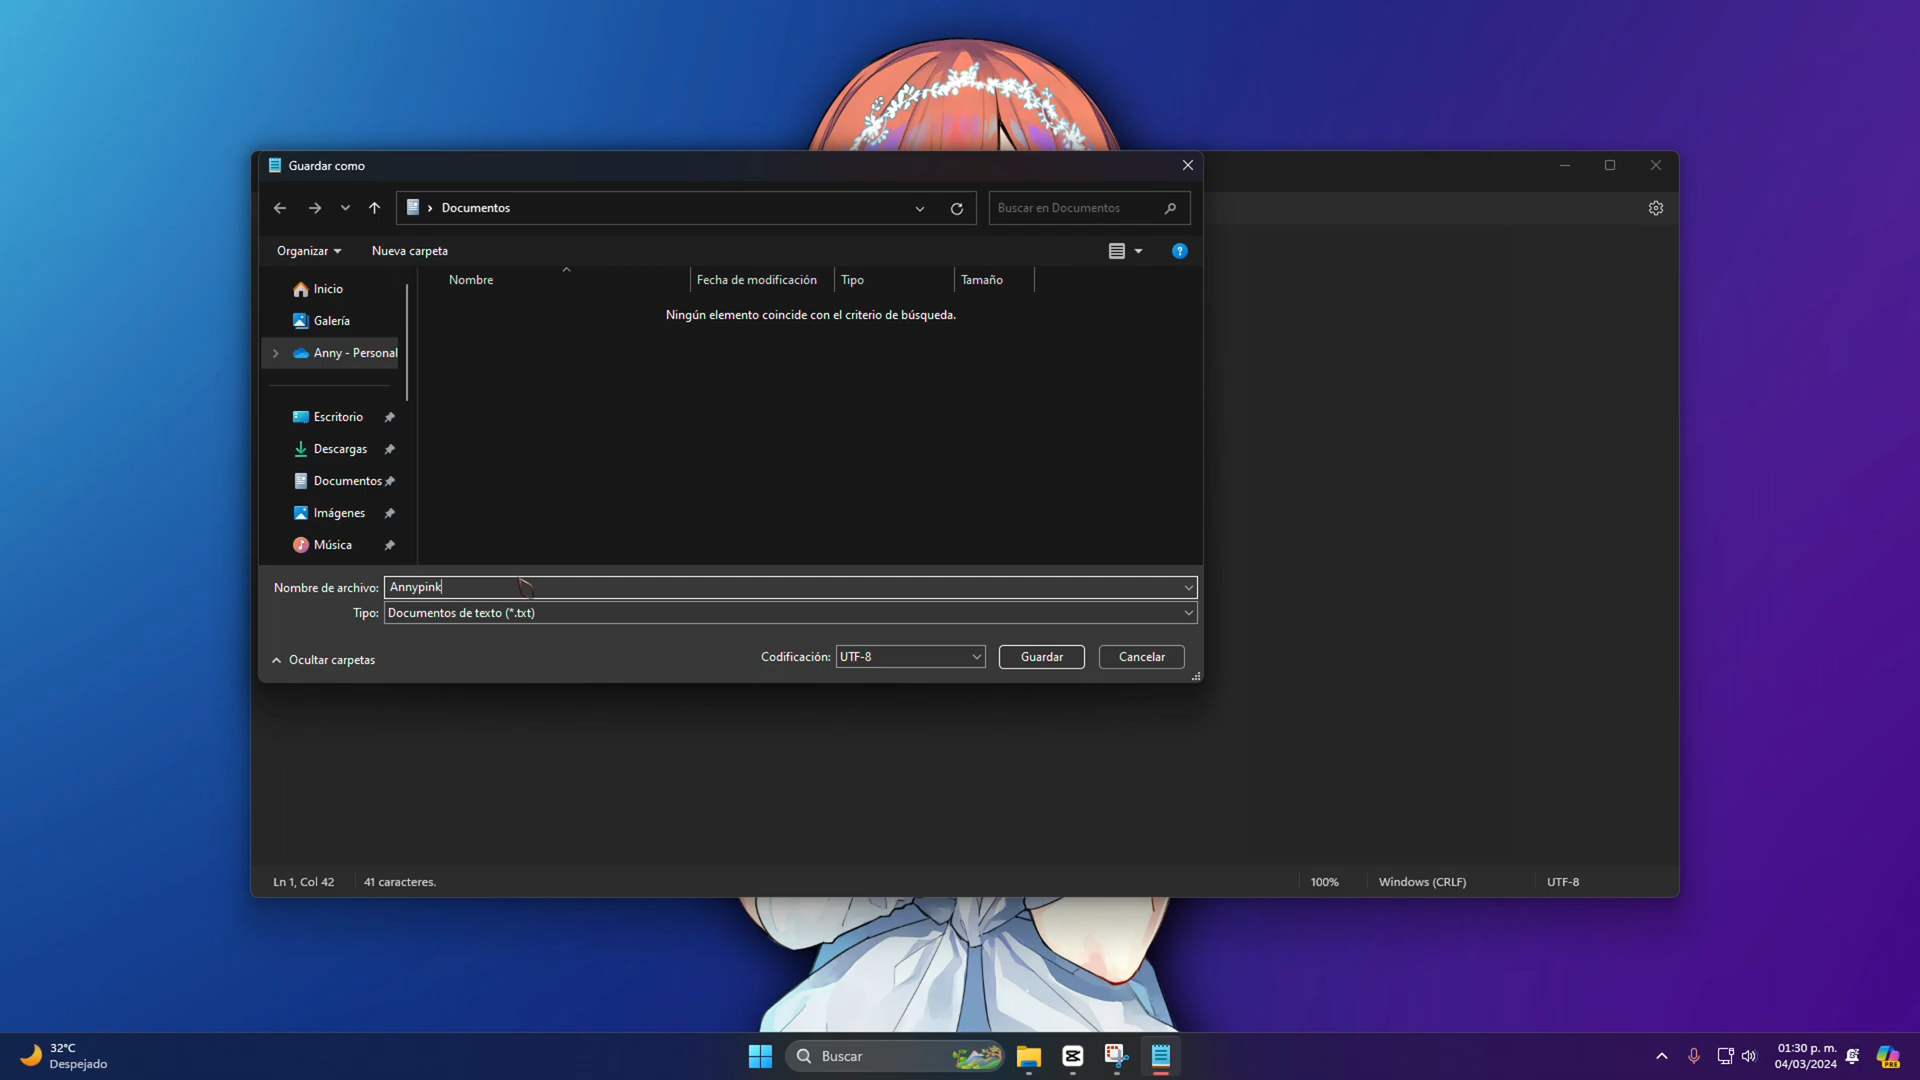 Guardar como
Documentos
Buscar en Documentos
Organizar
Nueva carpeta
?
Nombre
Fecha de modificación
Tipo
Tamaño
Ningún elemento coincide con el criterio de búsqueda.
Inicio
Galería
Anny - Personal
Escritorio
Descargas
Documentos
Imágenes
Música
Nombre de archivo:
Annypink
Tipo:
Documentos de texto (*.txt)
Ocultar carpetas
Codificación:
UTF-8
Guardar
Cancelar
Ln 1, Col 42
41 caracteres.
100%
Windows (CRLF)
UTF-8
32°C
Despejado
Buscar
01:30 p. m.
04/03/2024
PRE